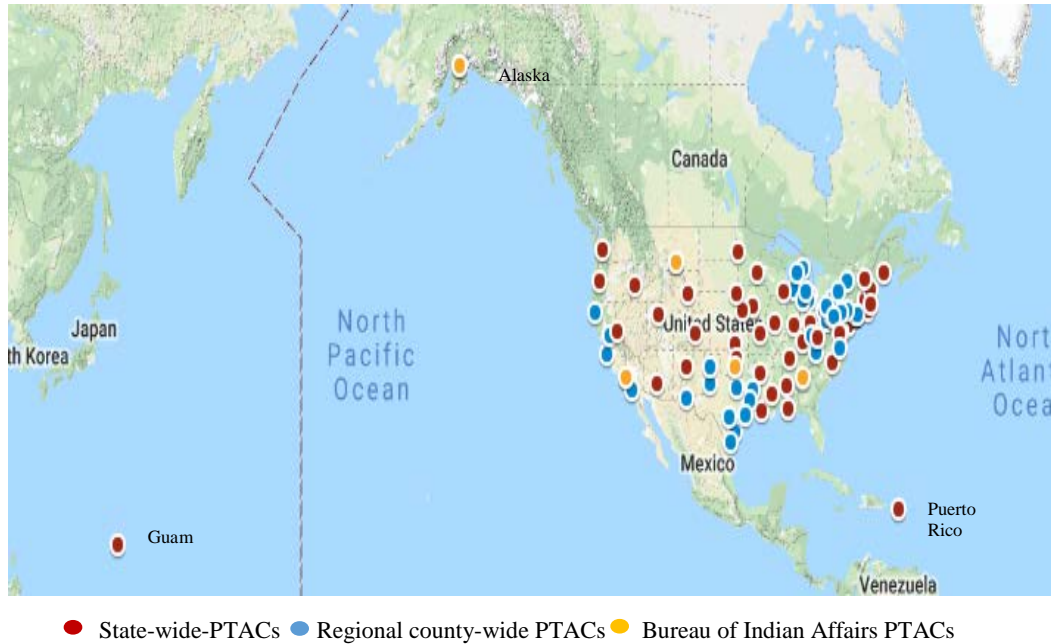 Alaska
Canada
North
Pacific
Ocean
Japan
th Korea
United States
Nort
Atlant
Ocea
Mexico
Guam
Puerto
Rico
Venezuela
State-wide-PTACs Regional county-wide PTACs Bureau of Indian Affairs PTACs